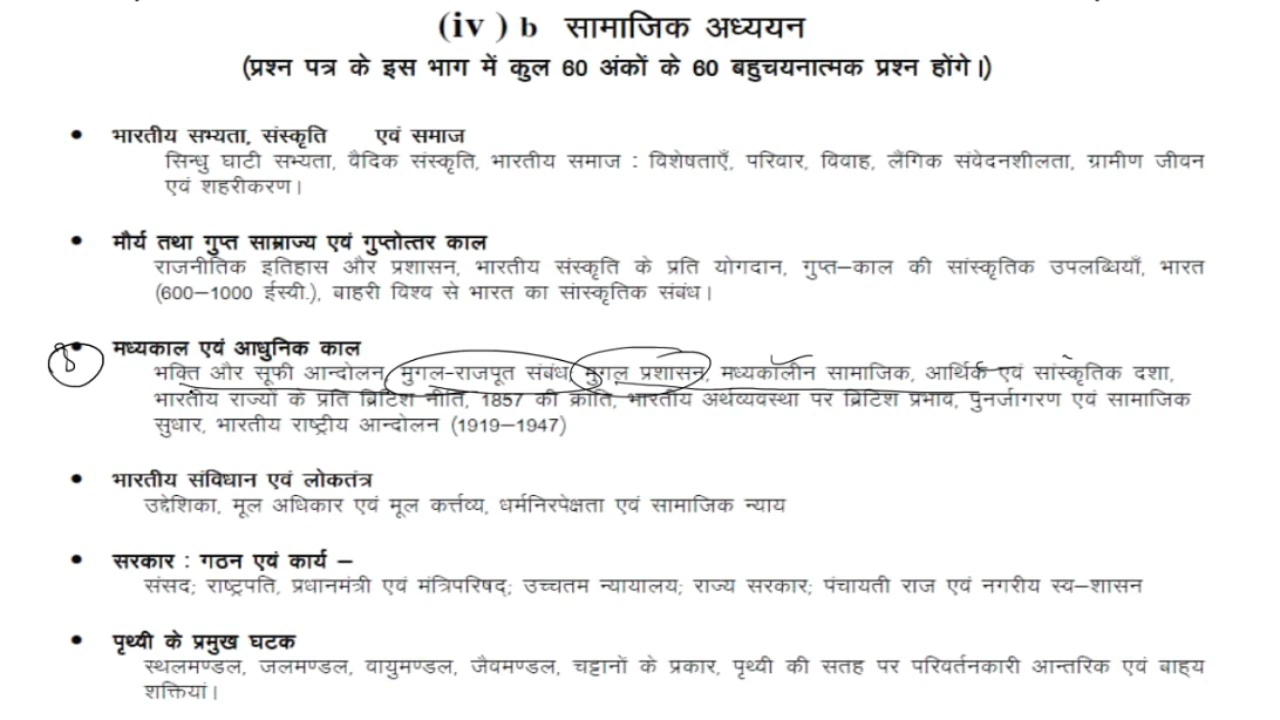 (iv ) b सामाजिक अध्ययन
(प्रश्न पत्र के इस भाग में कुल 60 अंकों के 60 बहुचयनात्मक प्रश्न होंगे।)
• भारतीय सभ्यता, संस्कृति एवं समाज
सिन्धु घाटी सभ्यता, वैदिक संस्कृति, भारतीय समाज : विशेषताएँ, परिवार, विवाह, लैंगिक संवेदनशीलता, ग्रामीण जीवन
एवं शहरीकरण।
• मौर्य तथा गुप्त साम्राज्य एवं गुप्तोत्तर काल
राजनीतिक इतिहास और प्रशासन, भारतीय संस्कृति के प्रति योगदान, गुप्त–काल की सांस्कृतिक उपलब्धियाँ, भारत
(600–1000 ईस्वी.), बाहरी विश्व से भारत का सांस्कृतिक संबंध।
8 • मध्यकाल एवं आधुनिक काल
भक्ति और सूफी आन्दोलन, मुगल–राजपूत संबंध, मुगल प्रशासन, मध्यकालीन सामाजिक, आर्थिक एवं सांस्कृतिक दशा,
भारतीय राज्यों के प्रति ब्रिटिश नीति, 1857 की क्रांति, भारतीय अर्थव्यवस्था पर ब्रिटिश प्रभाव, पुनर्जागरण एवं सामाजिक
सुधार, भारतीय राष्ट्रीय आन्दोलन (1919–1947)
• भारतीय संविधान एवं लोकतंत्र
उद्देशिका, मूल अधिकार एवं मूल कर्त्तव्य, धर्मनिरपेक्षता एवं सामाजिक न्याय
• सरकार : गठन एवं कार्य –
संसद; राष्ट्रपति, प्रधानमंत्री एवं मंत्रिपरिषद्; उच्चतम न्यायालय; राज्य सरकार; पंचायती राज एवं नगरीय स्व–शासन
• पृथ्वी के प्रमुख घटक
स्थलमण्डल, जलमण्डल, वायुमण्डल, जैवमण्डल, चट्टानों के प्रकार, पृथ्वी की सतह पर परिवर्तनकारी आन्तरिक एवं बाह्य
शक्तियां।